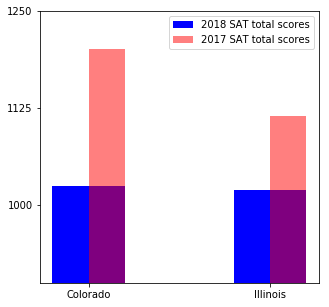 1250
2018 SAT total scores
2017 SAT total scores
1125
1000
Colorado Illinois